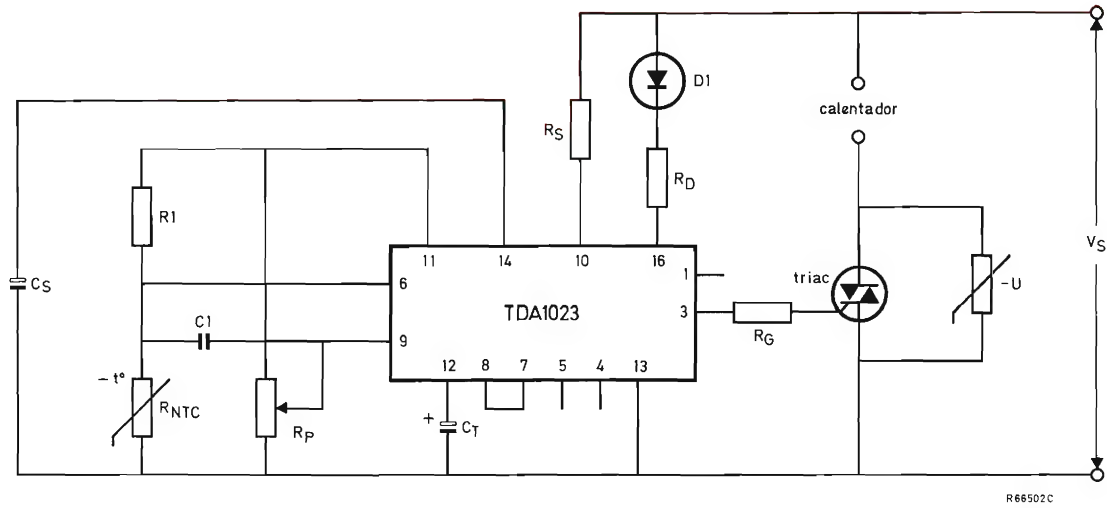 D1
calentador
RS
RD
R1
11
14
10
16
VS
CS
6
1
triac
-U
TDA1023
3
C1
9
RG
12
8
7
5
4
13
-t°
RNTC
RP
+
CT
R66502C